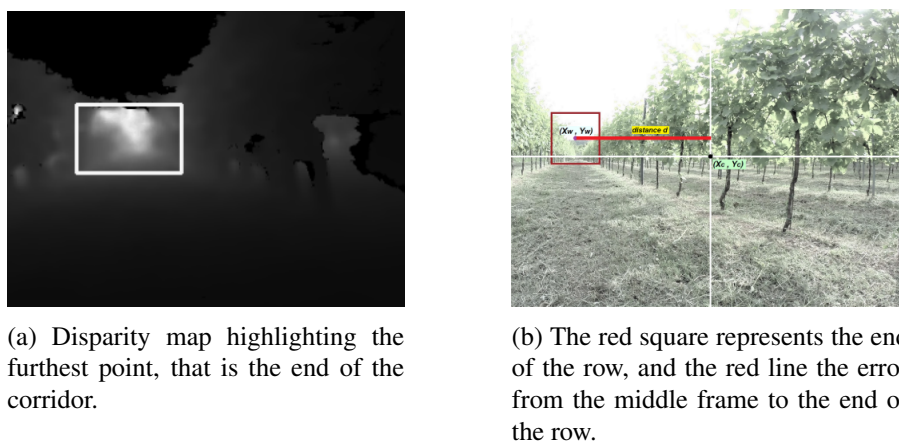 (Xw , Yw)
distance d
(Xc , Yc)
(a) Disparity map highlighting the
furthest point, that is the end of the
corridor.
(b) The red square represents the end
of the row, and the red line the erro
from the middle frame to the end o
the row.